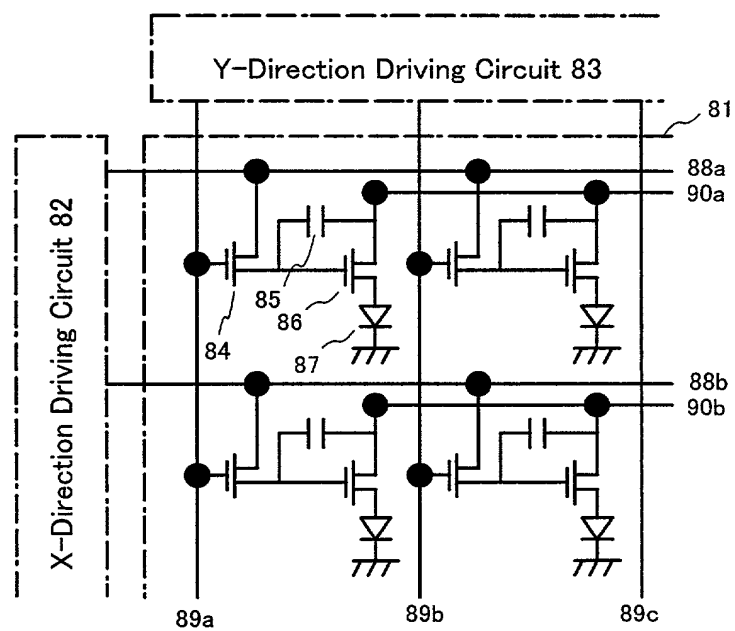 Y-Direction Driving Circuit 83
81
X-Direction Driving Circuit 82
88a
90a
84
85
86
87
88b
90b
89a
89b
89c